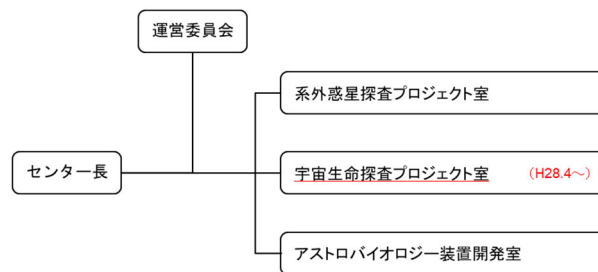 運営委員会
系外惑星探査プロジェクト室
センター長
宇宙生命探査プロジェクト室 （H28.4～）
アストロバイオロジー装置開発室